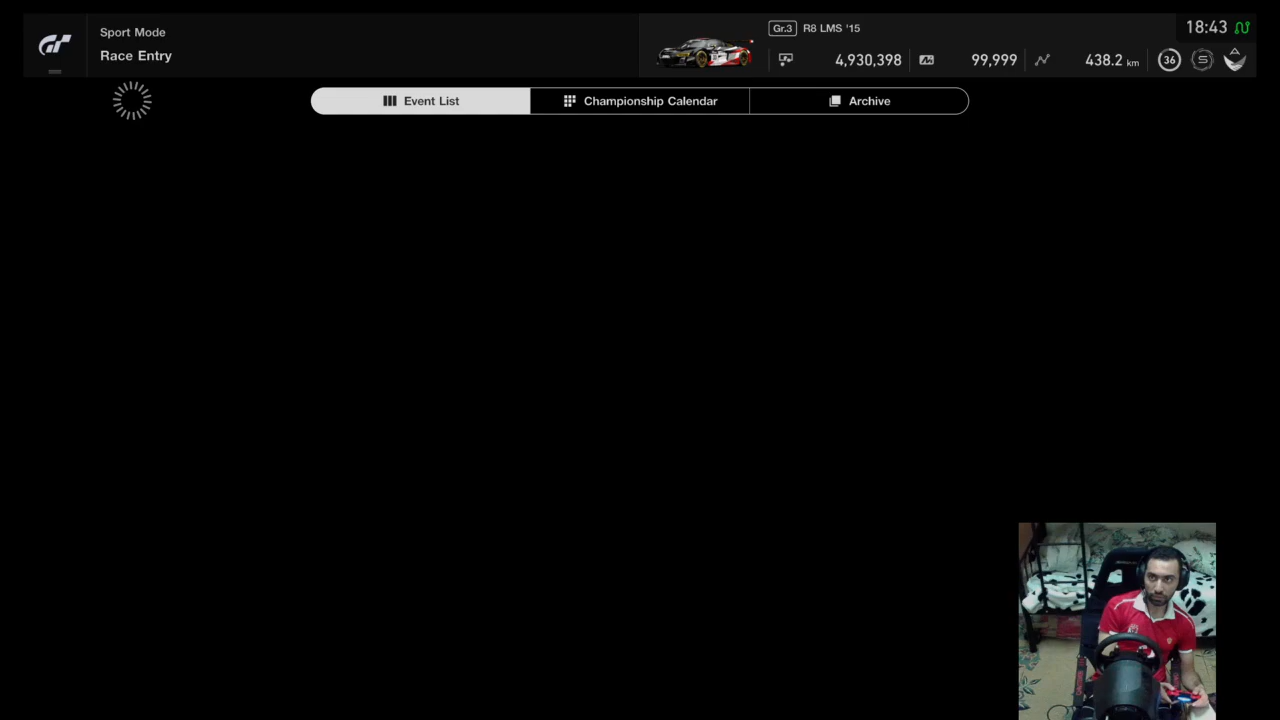 Sport Mode
Race Entry
Gr.3 R8 LMS '15
4,930,398 99,999 438.2 km 36 S
18:43
Event List Championship Calendar Archive